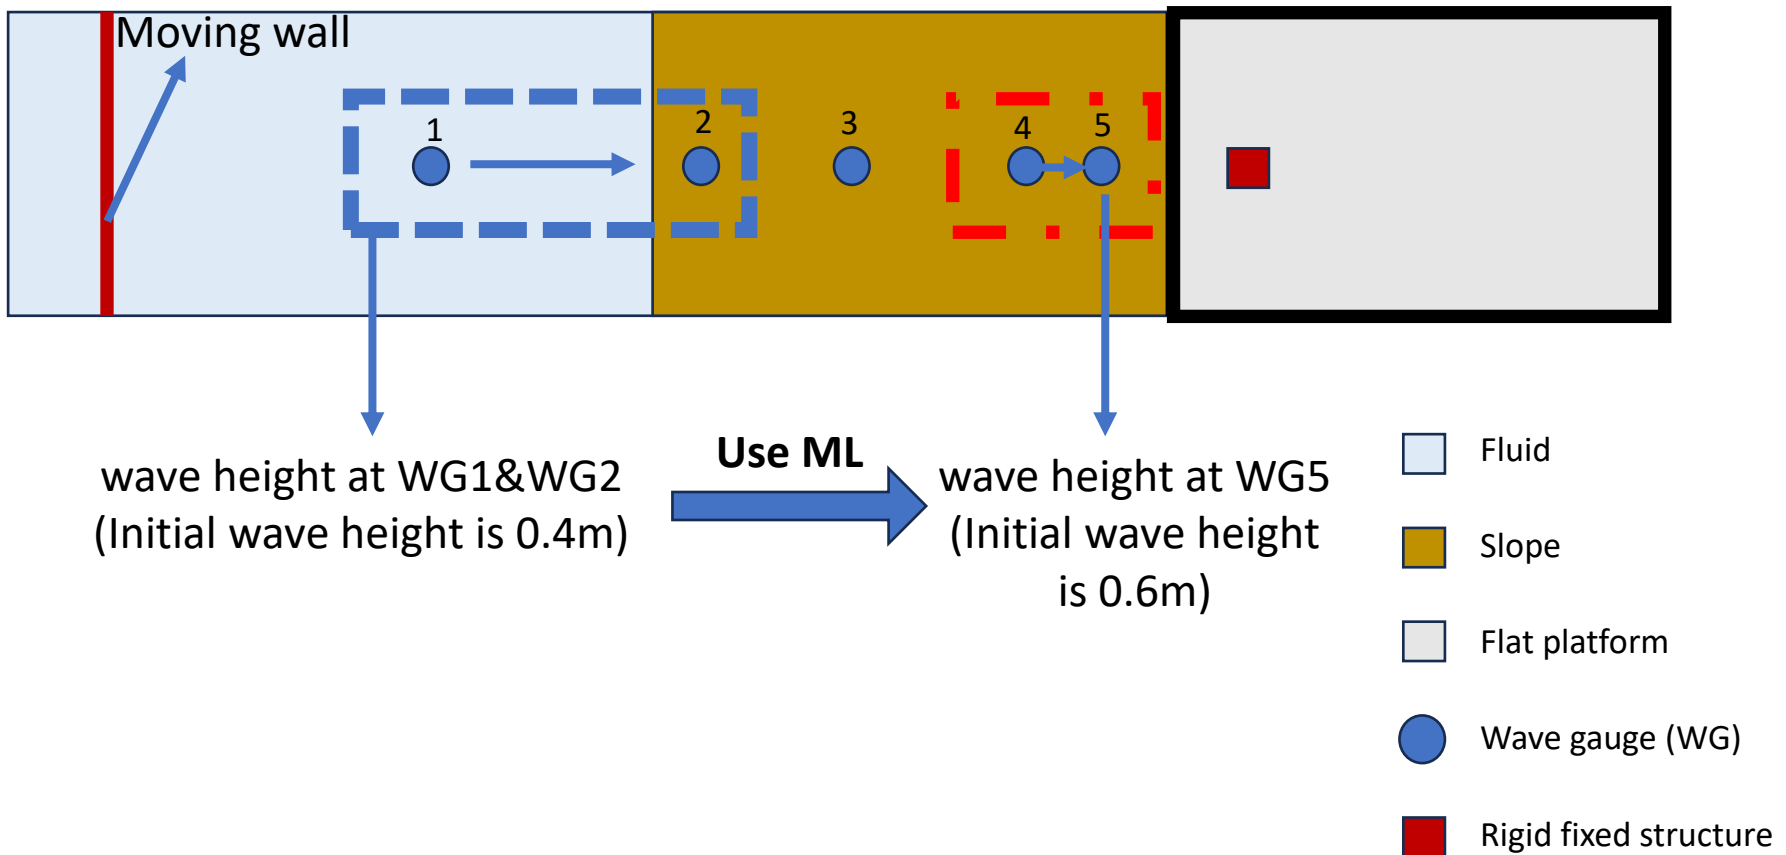 Moving wall
1
2
3
4
5
wave height at WG1&WG2
(Initial wave height is 0.4m)
Use ML
wave height at WG5
(Initial wave height
is 0.6m)
Fluid
Slope
Flat platform
Wave gauge (WG)
Rigid fixed structure